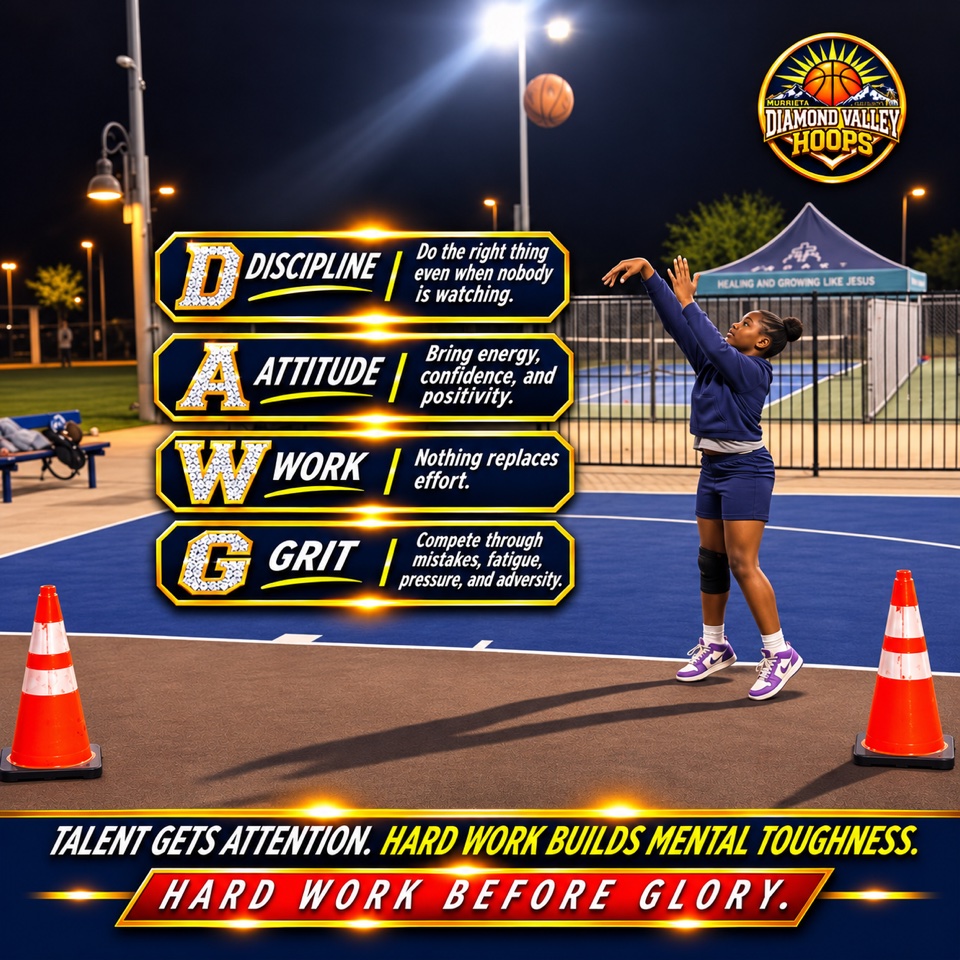 MURRIETA
DIAMOND VALLEY
HOOPS
DISCIPLINE
Do the right thing
even when nobody
is watching.
HEALING AND GROWING LIKE JESUS
ATTITUDE
Bring energy,
confidence, and
positivity.
WORK
Nothing replaces
effort.
GRIT
Compete through
mistakes, fatigue,
pressure, and adversity.
D
A
W
G
TALENT GETS ATTENTION. HARD WORK BUILDS MENTAL TOUGHNESS.
HARD WORK BEFORE GLORY.